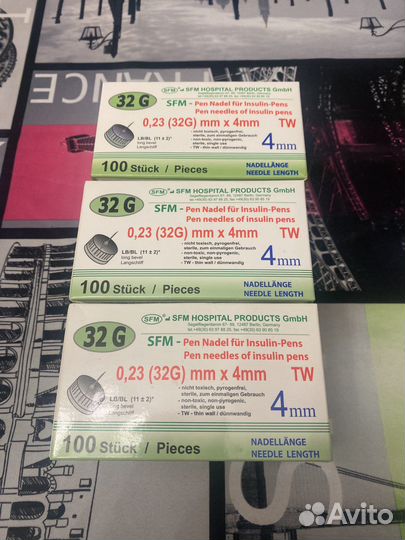 RANCE
32 G
SFM SFM HOSPITAL PRODUCTS GmbH
SFM - Pen Nadel für Insulin-Pens
Pen needles of insulin pens
0,23 (32G) mm x 4mm TW
LB/BL (11 ± 2)°
long bevel
Langschliff
- nicht toxisch, pyrogenfrei,
sterile, zum einmaligen Gebrauch
- non-toxic, non-pyrogenic,
sterile, single use
- TW - thin wall / dünnwandig
4mm
100 Stück / Pieces
NADELLÄNGE
NEEDLE LENGTH
32 G
SFM SFM HOSPITAL PRODUCTS GmbH
SFM - Pen Nadel für Insulin-Pens
Pen needles of insulin pens
0,23 (32G) mm x 4mm TW
LB/BL (11 ± 2)°
long bevel
Langschliff
- nicht toxisch, pyrogenfrei,
sterile, zum einmaligen Gebrauch
- non-toxic, non-pyrogenic,
sterile, single use
- TW - thin wall / dünnwandig
4mm
100 Stück / Pieces
NADELLÄNGE
NEEDLE LENGTH
32 G
SFM SFM HOSPITAL PRODUCTS GmbH
SFM - Pen Nadel für Insulin-Pens
Pen needles of insulin pens
0,23 (32G) mm x 4mm TW
LB/BL (11 ± 2)°
long bevel
Langschliff
- nicht toxisch, pyrogenfrei,
sterile, zum einmaligen Gebrauch
- non-toxic, non-pyrogenic,
sterile, single use
- TW - thin wall / dünnwandig
4mm
100 Stück / Pieces
NADELLÄNGE
NEEDLE LENGTH
Avito